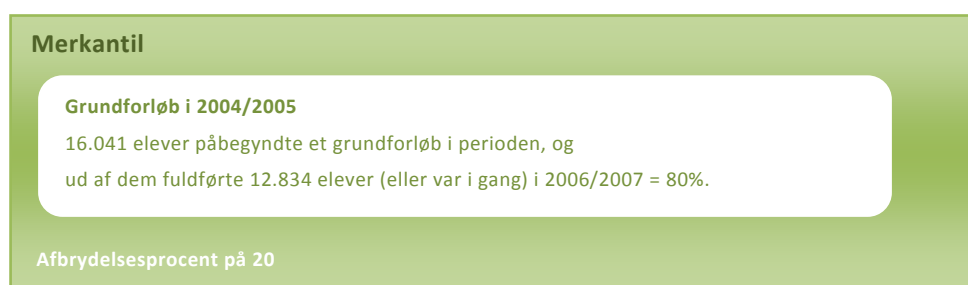 Merkantil
Grundforløb i 2004/2005
16.041 elever påbegyndte et grundforløb i perioden, og
ud af dem fuldførte 12.834 elever (eller var i gang) i 2006/2007 = 80%.
Afbrydelsesprocent på 20